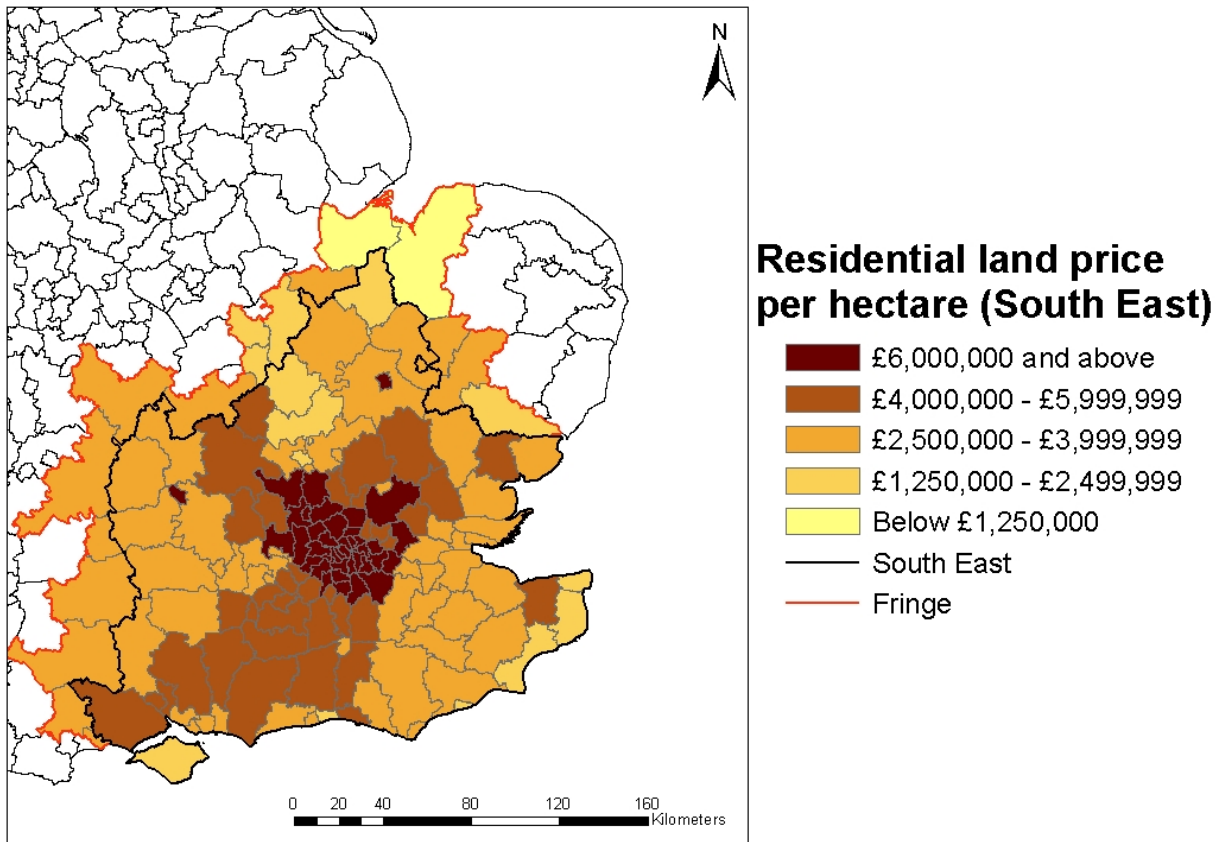 N
Residential land price
per hectare (South East)
£6,000,000 and above
£4,000,000 - £5,999,999
£2,500,000 - £3,999,999
£1,250,000 - £2,499,999
Below £1,250,000
South East
Fringe
0 20 40 80 120 160
Kilometers